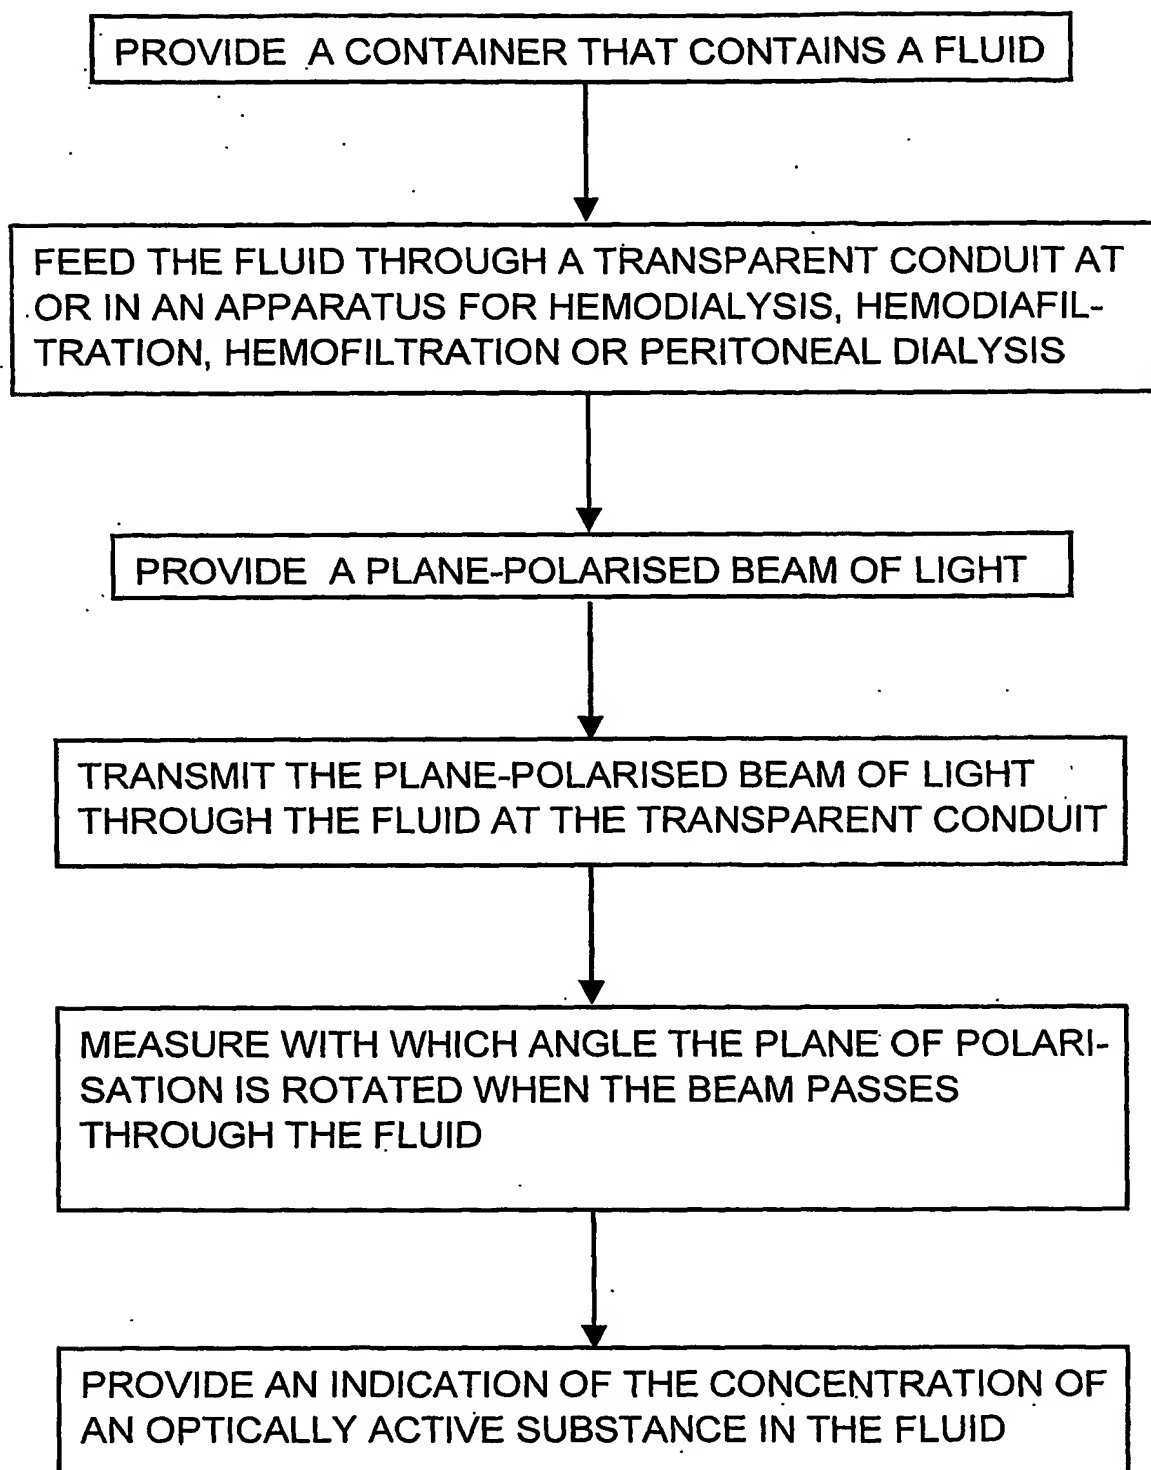 PROVIDE A CONTAINER THAT CONTAINS A FLUID
FEED THE FLUID THROUGH A TRANSPARENT CONDUIT AT
OR IN AN APPARATUS FOR HEMODIALYSIS, HEMODIAFIL-
TRATION, HEMOFILTRATION OR PERITONEAL DIALYSIS
PROVIDE A PLANE-POLARISED BEAM OF LIGHT
TRANSMIT THE PLANE-POLARISED BEAM OF LIGHT
THROUGH THE FLUID AT THE TRANSPARENT CONDUIT
MEASURE WITH WHICH ANGLE THE PLANE OF POLARI-
SATION IS ROTATED WHEN THE BEAM PASSES
THROUGH THE FLUID
PROVIDE AN INDICATION OF THE CONCENTRATION OF
AN OPTICALLY ACTIVE SUBSTANCE IN THE FLUID